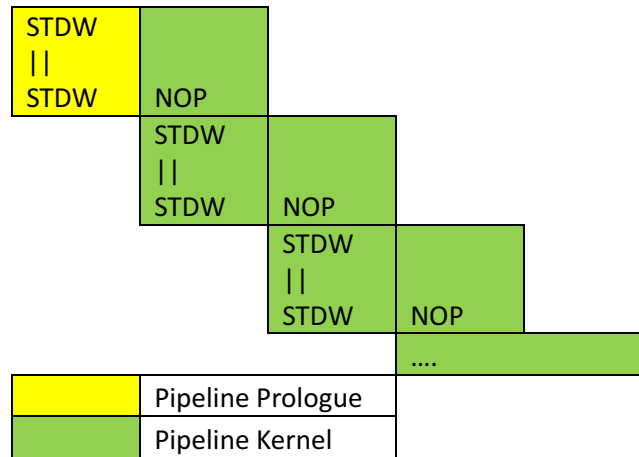 STDW
||
STDW NOP
STDW
||
STDW NOP
STDW
||
STDW NOP
....
Pipeline Prologue
Pipeline Kernel